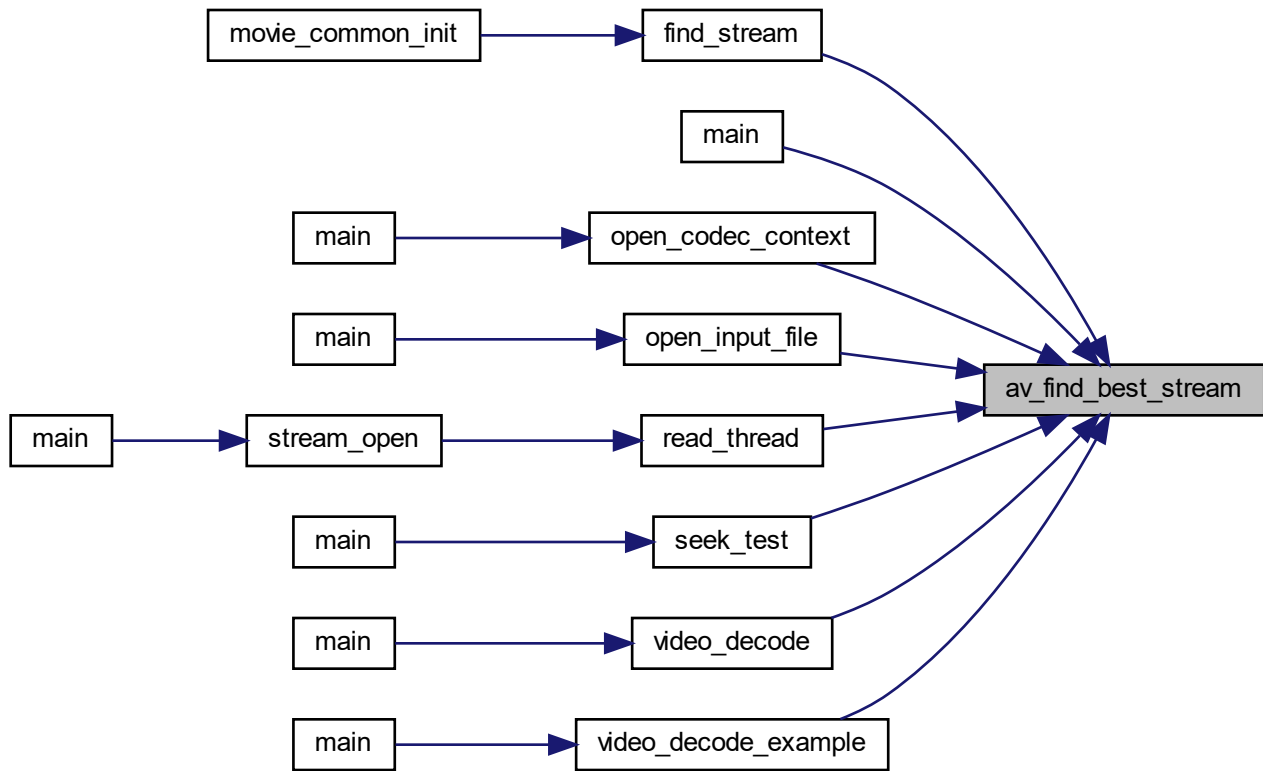 movie_common_init
find_stream
main
main
open_codec_context
main
open_input_file
av_find_best_stream
main
stream_open
read_thread
main
seek_test
main
video_decode
main
video_decode_example